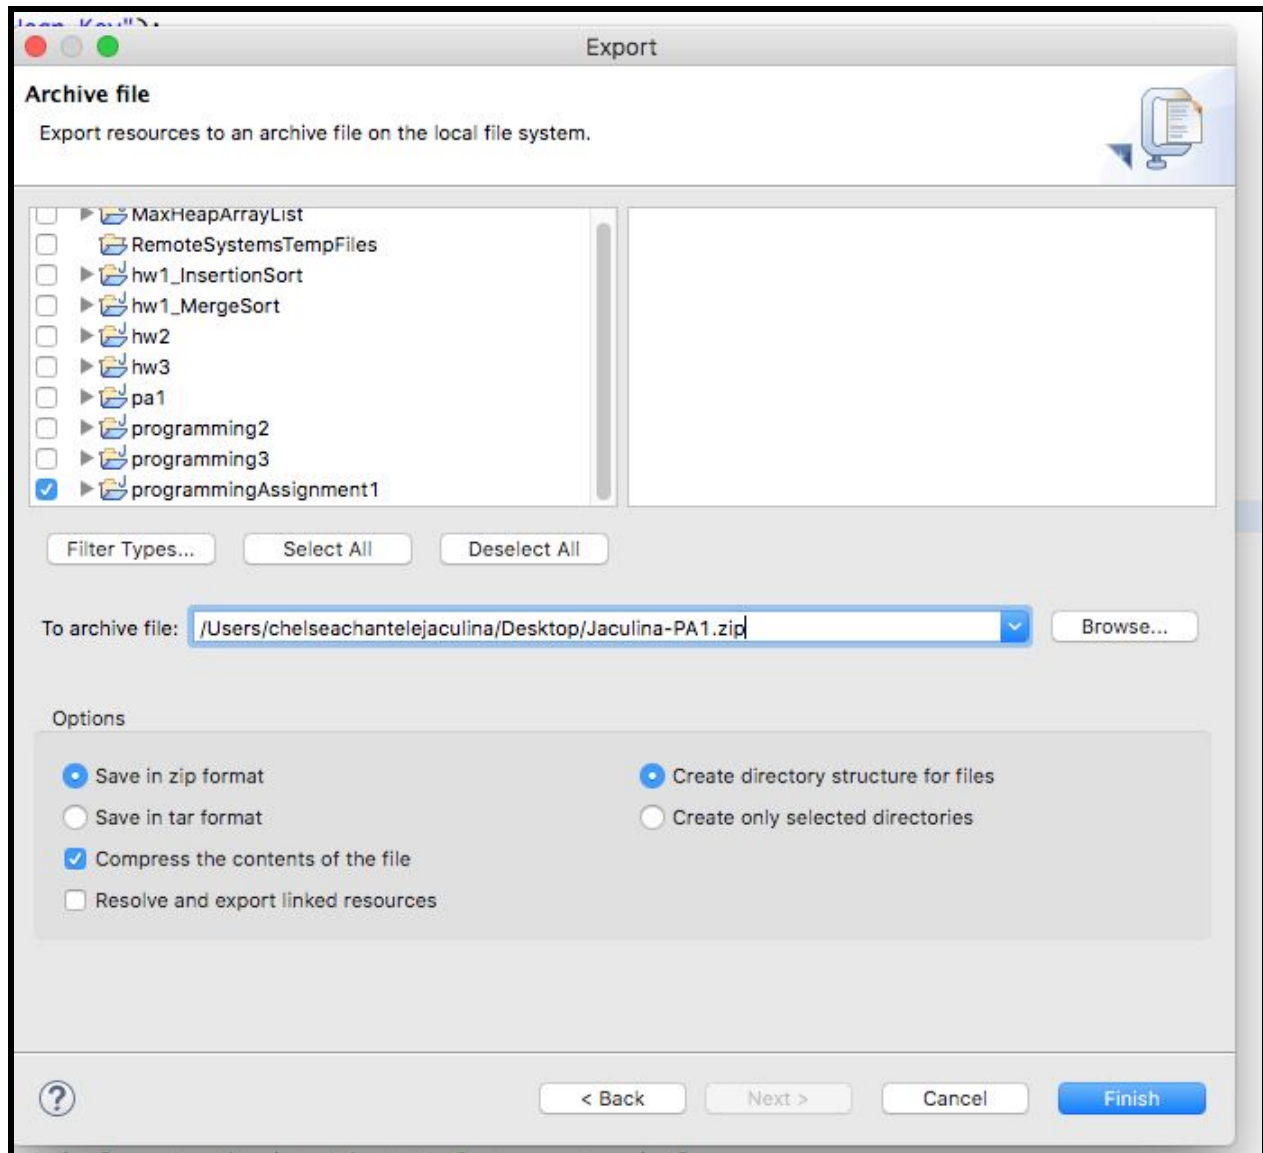 Export
Archive file
Export resources to an archive file on the local file system.
MaxHeapArrayList
RemoteSystemsTempFiles
hw1_InsertionSort
hw1_MergeSort
hw2
hw3
pa1
programming2
programming3
programmingAssignment1
Filter Types... Select All Deselect All
To archive file: /Users/chelseachantelejaculina/Desktop/Jaculina-PA1.zip Browse...
Options
Save in zip format Create directory structure for files
Save in tar format Create only selected directories
Compress the contents of the file
Resolve and export linked resources
? < Back Next > Cancel Finish